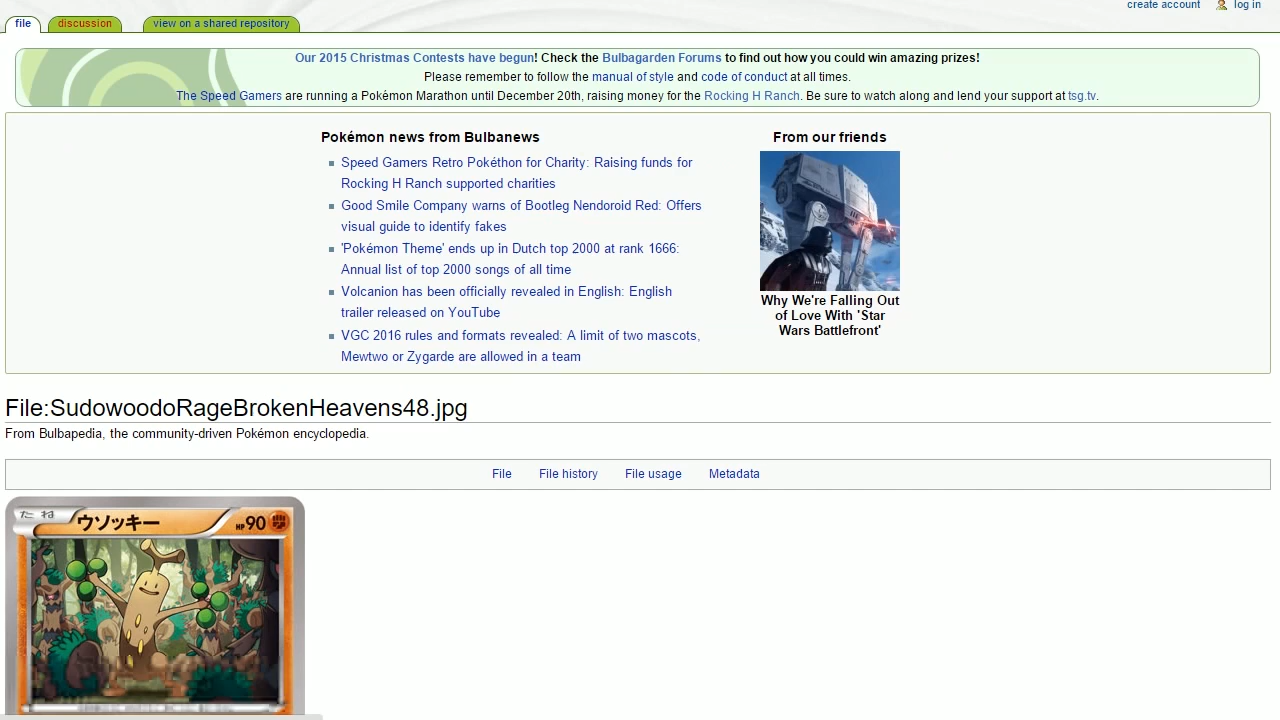 create account log in
file discussion view on a shared repository
Our 2015 Christmas Contests have begun! Check the Bulbagarden Forums to find out how you could win amazing prizes!
Please remember to follow the manual of style and code of conduct at all times.
The Speed Gamers are running a Pokémon Marathon until December 20th, raising money for the Rocking H Ranch. Be sure to watch along and lend your support at tsg.tv.
Pokémon news from Bulbanews
Speed Gamers Retro Pokéthon for Charity: Raising funds for
Rocking H Ranch supported charities
Good Smile Company warns of Bootleg Nendoroid Red: Offers
visual guide to identify fakes
'Pokémon Theme' ends up in Dutch top 2000 at rank 1666:
Annual list of top 2000 songs of all time
Volcanion has been officially revealed in English: English
trailer released on YouTube
VGC 2016 rules and formats revealed: A limit of two mascots,
Mewtwo or Zygarde are allowed in a team
From our friends
Why We're Falling Out
of Love With 'Star
Wars Battlefront'
File:SudowoodoRageBrokenHeavens48.jpg
From Bulbapedia, the community-driven Pokémon encyclopedia.
File File history File usage Metadata
たね ウソッキー HP90